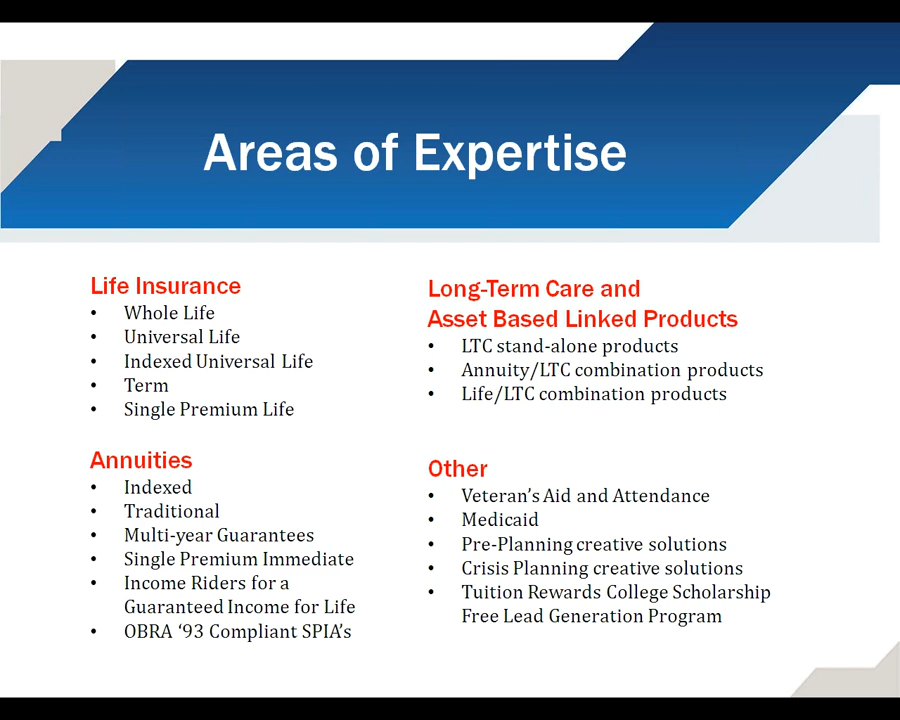 Areas of Expertise
Life Insurance
• Whole Life
• Universal Life
• Indexed Universal Life
• Term
• Single Premium Life
Annuities
• Indexed
• Traditional
• Multi-year Guarantees
• Single Premium Immediate
• Income Riders for a
Guaranteed Income for Life
• OBRA ‘93 Compliant SPIA’s
Long-Term Care and
Asset Based Linked Products
• LTC stand-alone products
• Annuity/LTC combination products
• Life/LTC combination products
Other
• Veteran’s Aid and Attendance
• Medicaid
• Pre-Planning creative solutions
• Crisis Planning creative solutions
• Tuition Rewards College Scholarship
Free Lead Generation Program